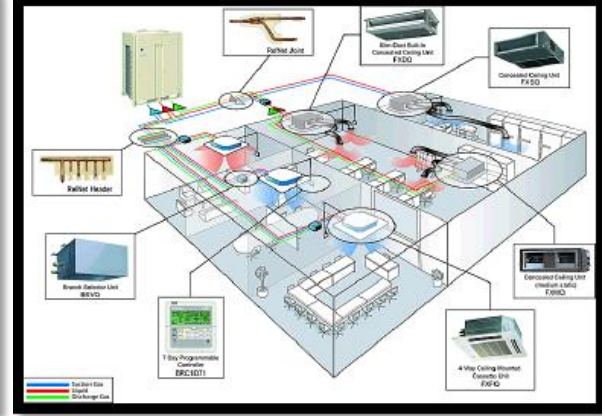 RefNet Joint
Slim Duct Built-In
Concealed Ceiling Unit
FXDQ
Concealed Ceiling Unit
FXSQ
RefNet Header
Branch Selector Unit
BSVQ
7 Day Programmable
Controller
BRC1D71
Concealed Ceiling Unit
(medium static)
FXMQ
4 Way Ceiling Mounted
Cassette Unit
FXFQ
Suction Gas
Liquid
Discharge Gas